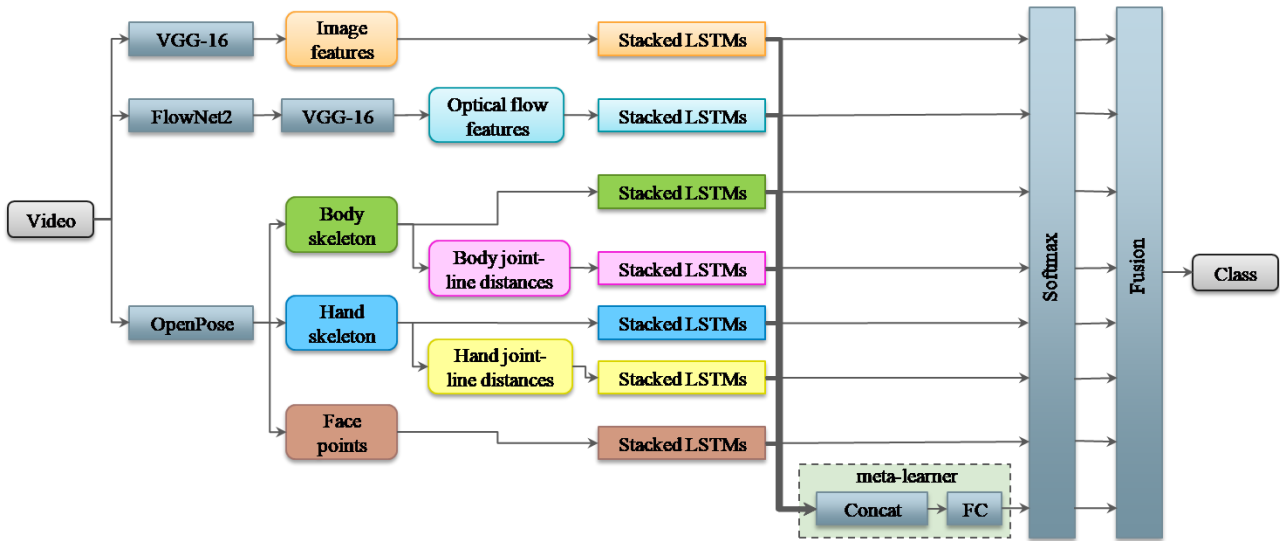 VGG-16
Image
features
Stacked LSTMs
FlowNet2
VGG-16
Optical flow
features
Stacked LSTMs
Video
Body
skeleton
Stacked LSTMs
Body joint-
line distances
Stacked LSTMs
OpenPose
Hand
skeleton
Stacked LSTMs
Hand joint-
line distances
Stacked LSTMs
Face
points
Stacked LSTMs
meta-learner
Concat
FC
Softmax
Fusion
Class